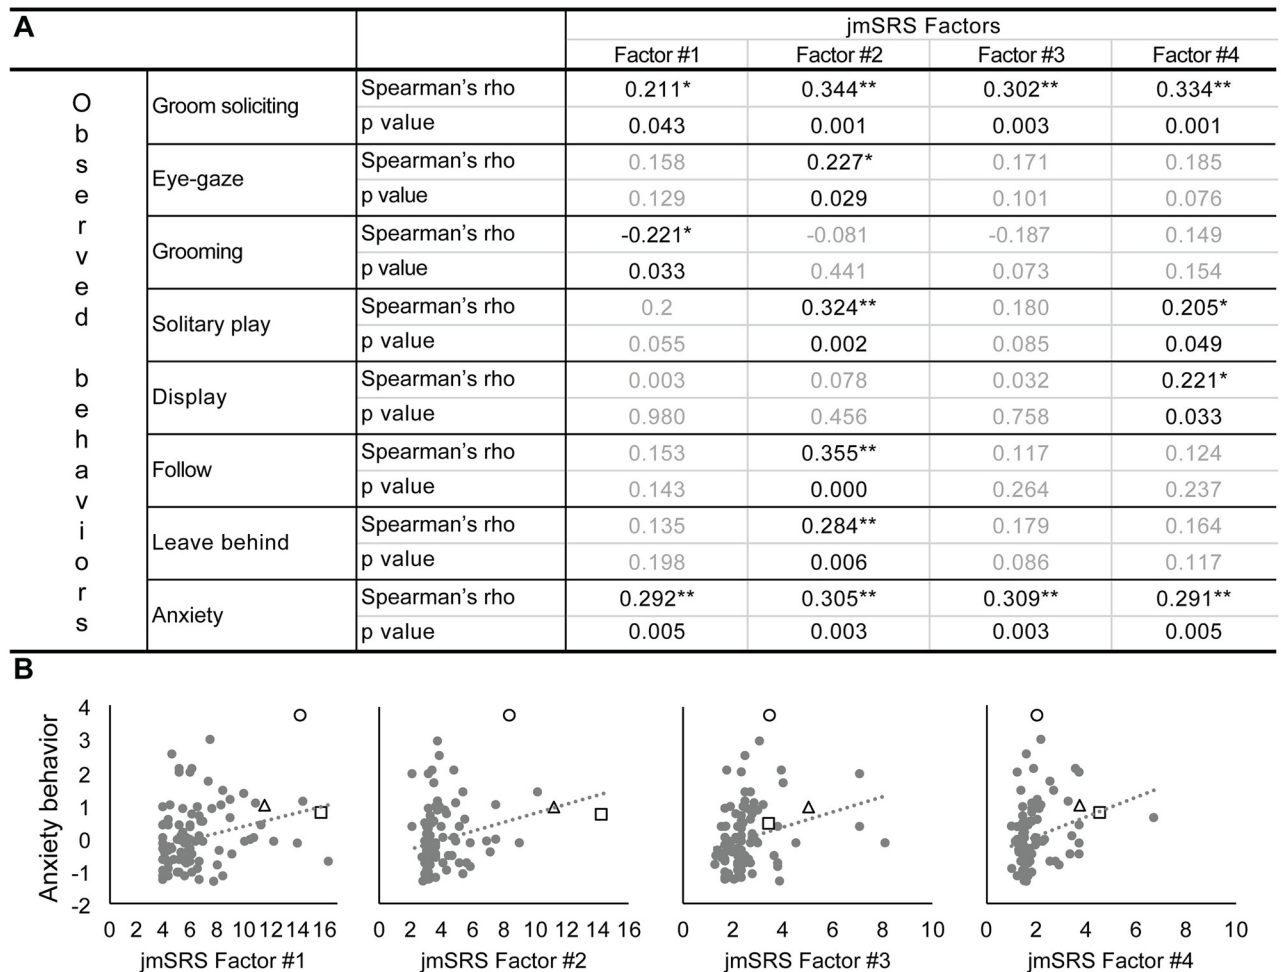 A
jmSRS Factors
Factor #1 Factor #2 Factor #3 Factor #4
Observed behaviors
Groom soliciting
Spearman's rho 0.211* 0.344** 0.302** 0.334**
p value 0.043 0.001 0.003 0.001
Eye-gaze
Spearman's rho 0.158 0.227* 0.171 0.185
p value 0.129 0.029 0.101 0.076
Grooming
Spearman's rho -0.221* -0.081 -0.187 0.149
p value 0.033 0.441 0.073 0.154
Solitary play
Spearman's rho 0.2 0.324** 0.180 0.205*
p value 0.055 0.002 0.085 0.049
Display
Spearman's rho 0.003 0.078 0.032 0.221*
p value 0.980 0.456 0.758 0.033
Follow
Spearman's rho 0.153 0.355** 0.117 0.124
p value 0.143 0.000 0.264 0.237
Leave behind
Spearman's rho 0.135 0.284** 0.179 0.164
p value 0.198 0.006 0.086 0.117
Anxiety
Spearman's rho 0.292** 0.305** 0.309** 0.291**
p value 0.005 0.003 0.003 0.005
B
Anxiety behavior
4
3
2
1
0
-1
-2
0 2 4 6 8 10 12 14 16
jmSRS Factor #1
0 2 4 6 8 10 12 14 16
jmSRS Factor #2
0 2 4 6 8 10
jmSRS Factor #3
0 2 4 6 8 10
jmSRS Factor #4